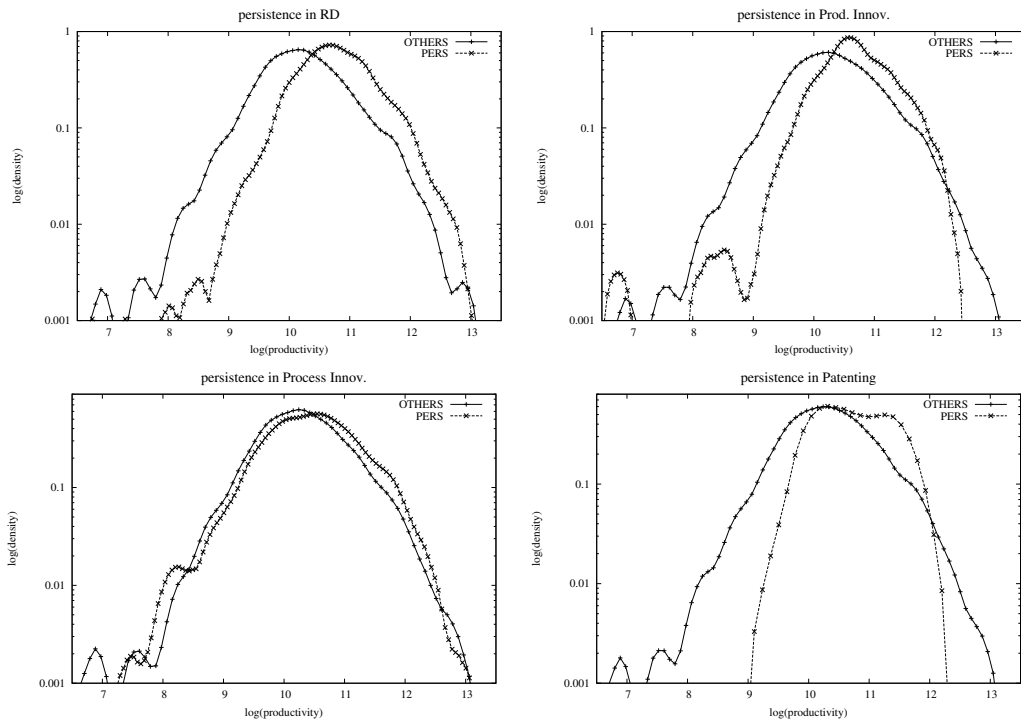 persistence in RD
1
0.1
0.01
0.001
7 8 9 10 11 12 13
log(density)
log(productivity)
OTHERS
PERS
persistence in Prod. Innov.
1
0.1
0.01
0.001
7 8 9 10 11 12 13
log(density)
log(productivity)
OTHERS
PERS
persistence in Process Innov.
0.1
0.01
0.001
7 8 9 10 11 12 13
log(density)
log(productivity)
OTHERS
PERS
persistence in Patenting
0.1
0.01
0.001
7 8 9 10 11 12 13
log(density)
log(productivity)
OTHERS
PERS